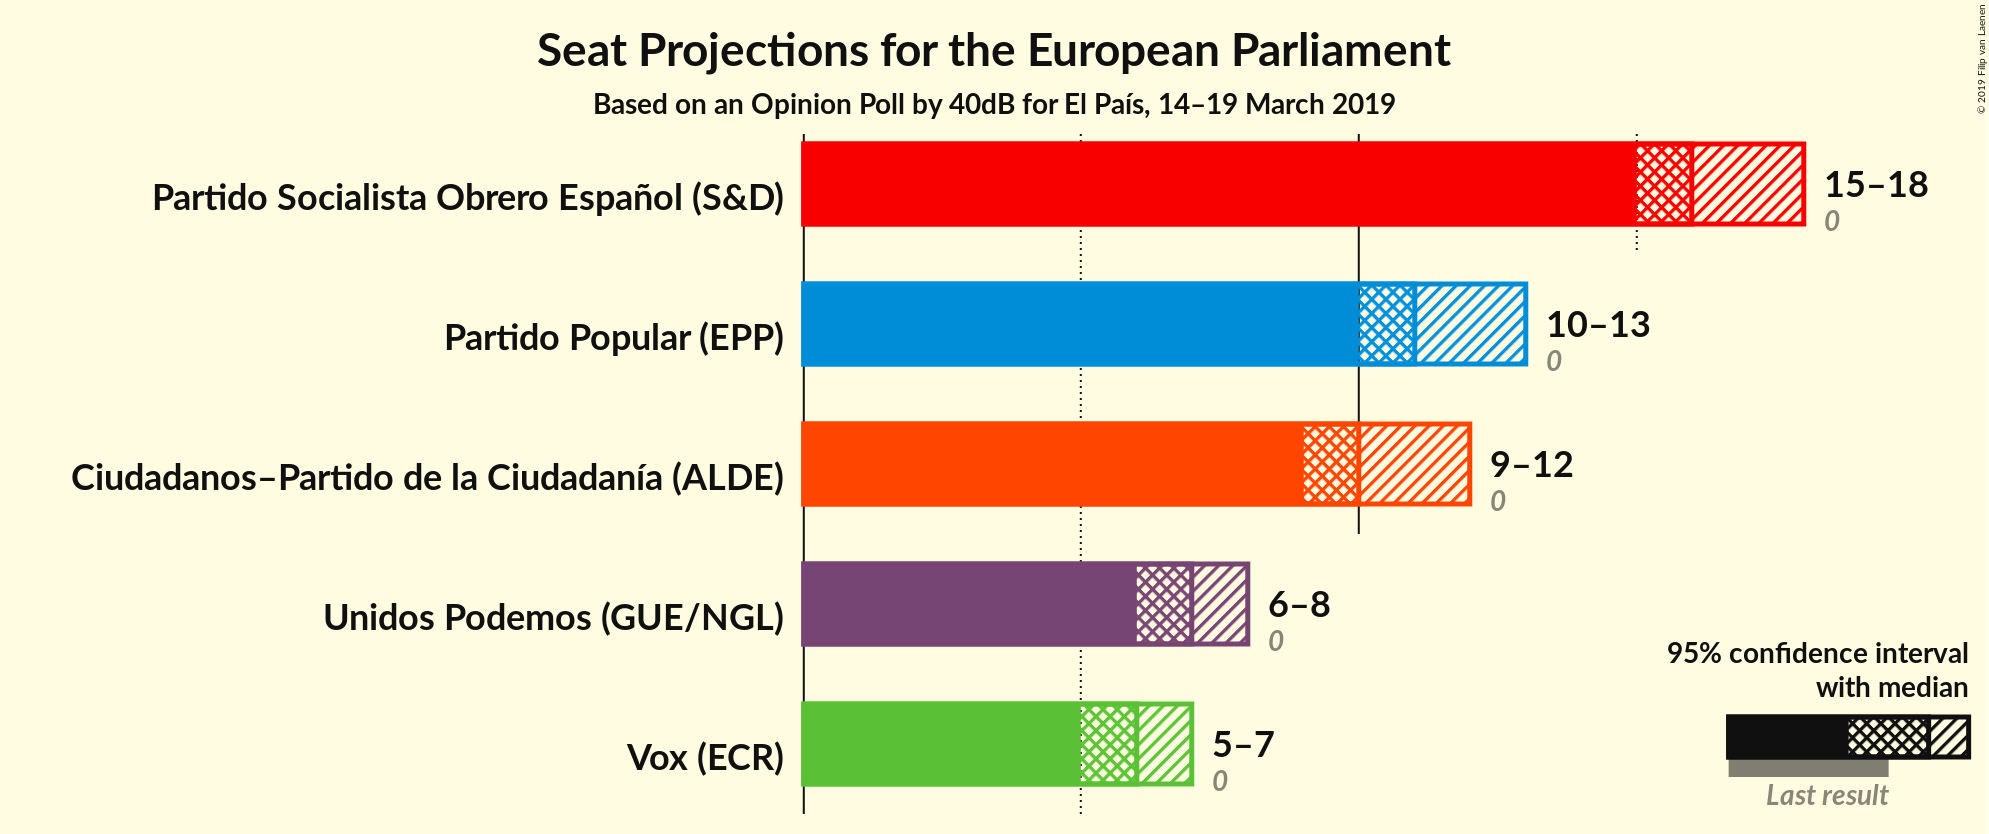 Seat Projections for the European Parliament
Based on an Opinion Poll by 40dB for El País, 14–19 March 2019
© 2019 Filip van Laenen
Partido Socialista Obrero Español (S&D)
15–18
0
Partido Popular (EPP)
10–13
0
Ciudadanos–Partido de la Ciudadanía (ALDE)
9–12
0
Unidos Podemos (GUE/NGL)
6–8
0
Vox (ECR)
5–7
0
95% confidence interval
with median
Last result